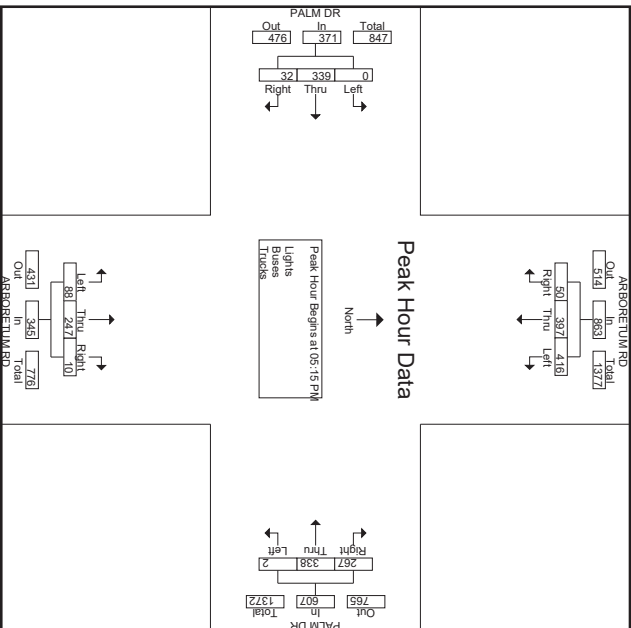 PALM DR
Out In Total
476 371 847
32 339 0
Right Thru Left
ARBORETUM RD
Out In Total
431 345 776
Left Thru Right
88 247 10
Peak Hour Data
North
Peak Hour Begins at 05:15 PM
Lights
Buses
Trucks
ARBORETUM RD
Out In Total
514 863 1377
50 397 416
Right Thru Left
Left Thru Right
2 338 267
Total In Out
1372 607 765
PALM DR